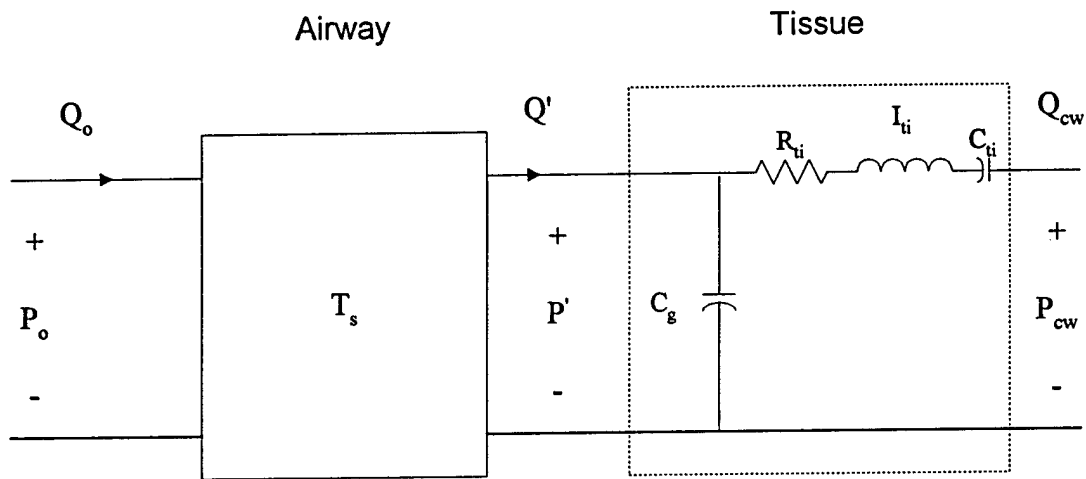 Airway Tissue
Q_o Q' Q_cw
R_ti I_ti C_ti
+ + +
P_o T_s P' C_g P_cw
- - -